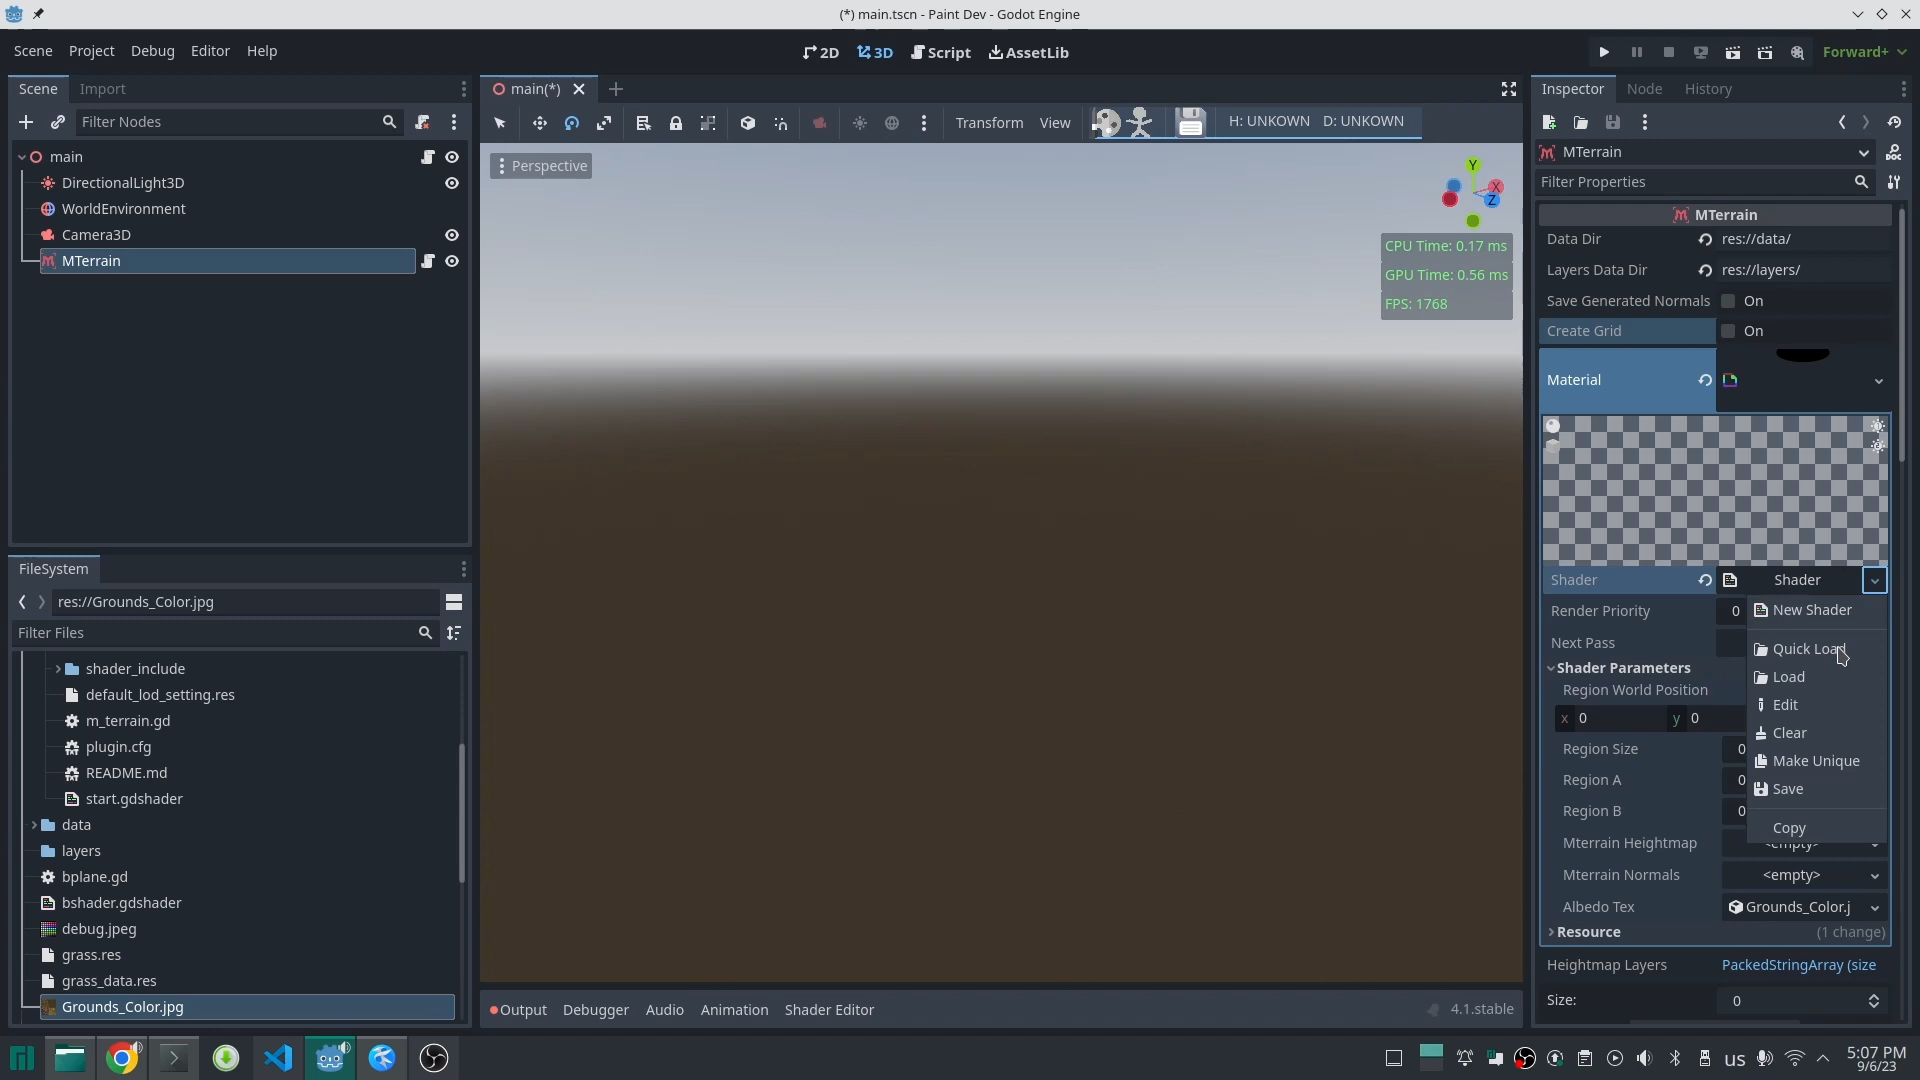 (*) main.tscn - Paint Dev - Godot Engine
Scene Project Debug Editor Help
2D 3D Script AssetLib
Forward+
Scene Import
Filter Nodes
main
DirectionalLight3D
WorldEnvironment
Camera3D
MTerrain
FileSystem
res://Grounds_Color.jpg
Filter Files
shader_include
default_lod_setting.res
m_terrain.gd
plugin.cfg
README.md
start.gdshader
data
layers
bplane.gd
bshader.gdshader
debug.jpeg
grass.res
grass_data.res
Grounds_Color.jpg
main(*)
Transform View
H: UNKOWN D: UNKOWN
Perspective
Y
X
Z
CPU Time: 0.17 ms
GPU Time: 0.56 ms
FPS: 1768
Output Debugger Audio Animation Shader Editor
4.1.stable
Inspector Node History
MTerrain
DOC
Filter Properties
MTerrain
Data Dir res://data/
Layers Data Dir res://layers/
Save Generated Normals On
Create Grid On
Material
Shader Shader
Render Priority 0
Next Pass
Shader Parameters
Region World Position
x 0 y 0
Region Size 0
Region A 0
Region B 0
Mterrain Heightmap <empty>
Mterrain Normals <empty>
Albedo Tex Grounds_Color.j
Resource (1 change)
Heightmap Layers PackedStringArray (size
Size: 0
New Shader
Quick Load
Load
Edit
Clear
Make Unique
Save
Copy
us
5:07 PM
9/6/23